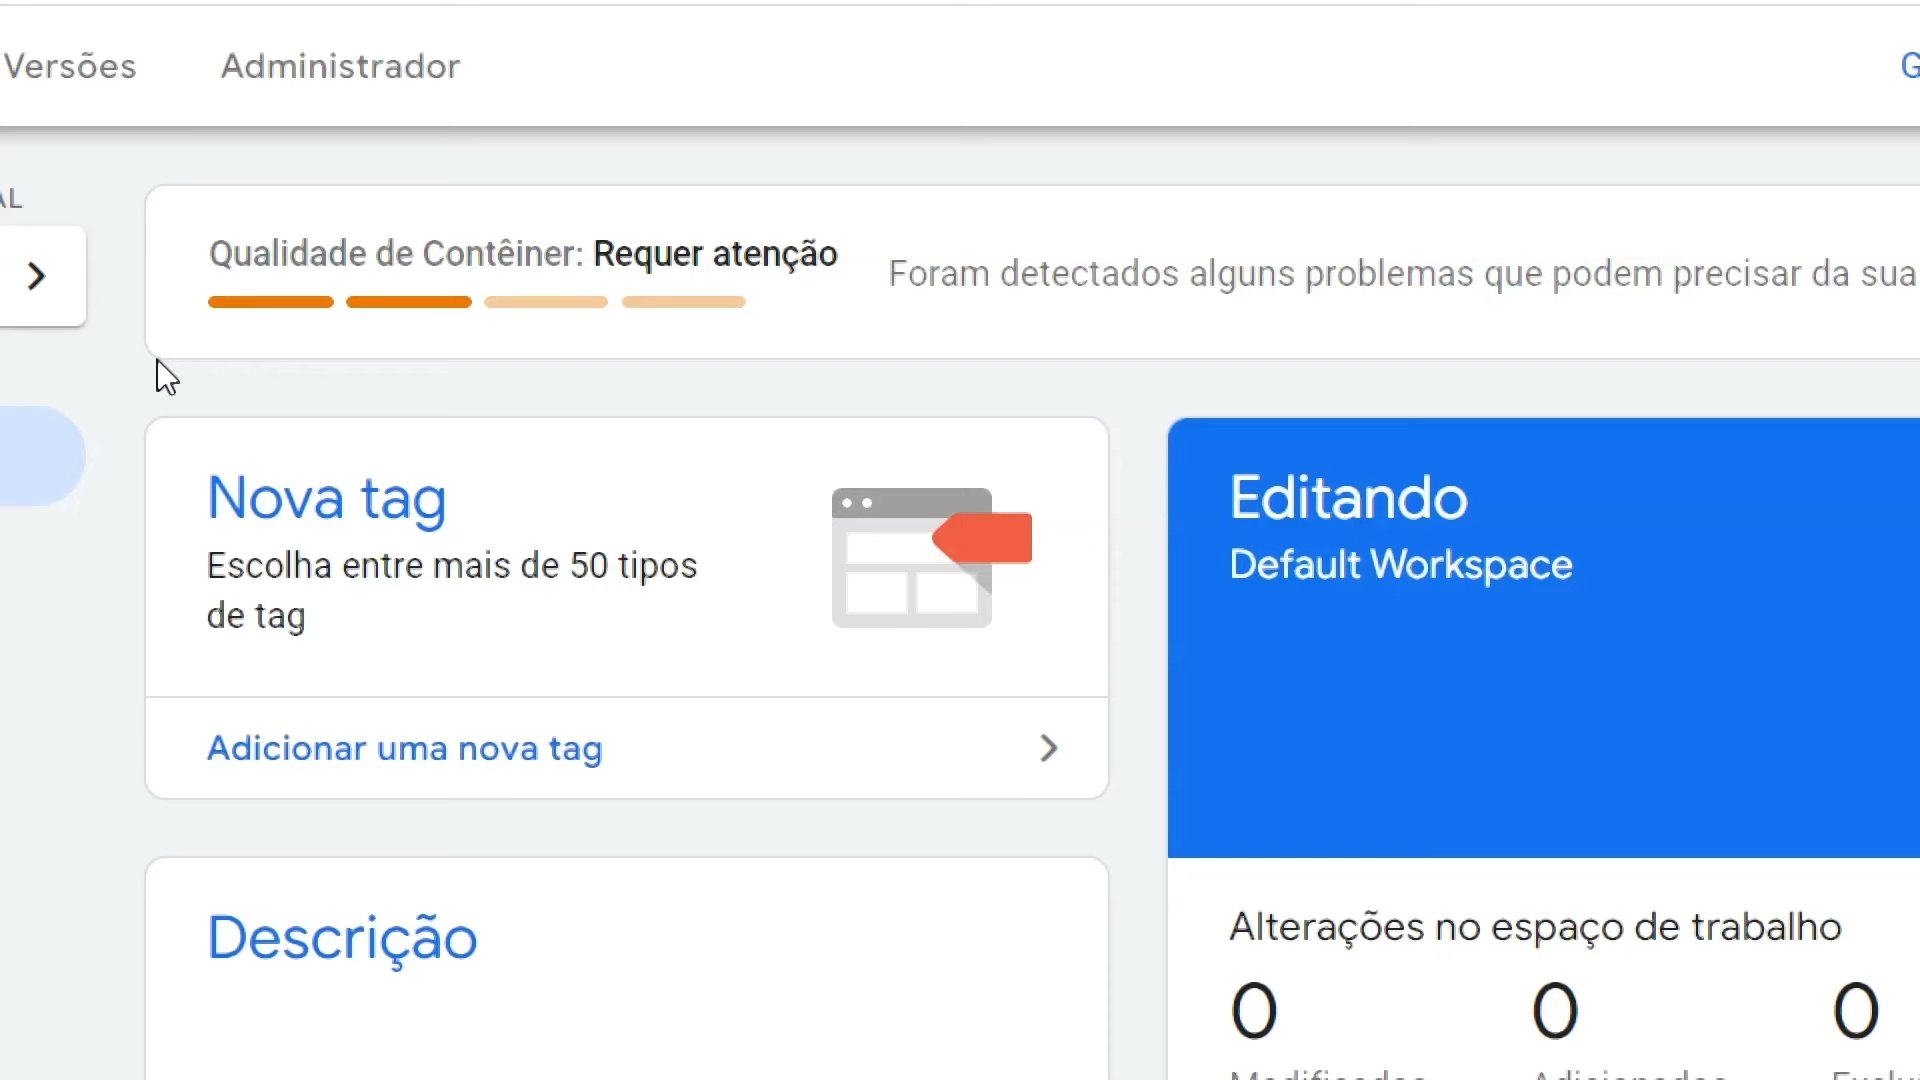 Versões Administrador
Qualidade de Contêiner: Requer atenção
Foram detectados alguns problemas que podem precisar da sua
Nova tag
Escolha entre mais de 50 tipos
de tag
Adicionar uma nova tag
Editando
Default Workspace
Descrição
Alterações no espaço de trabalho
0 0 0